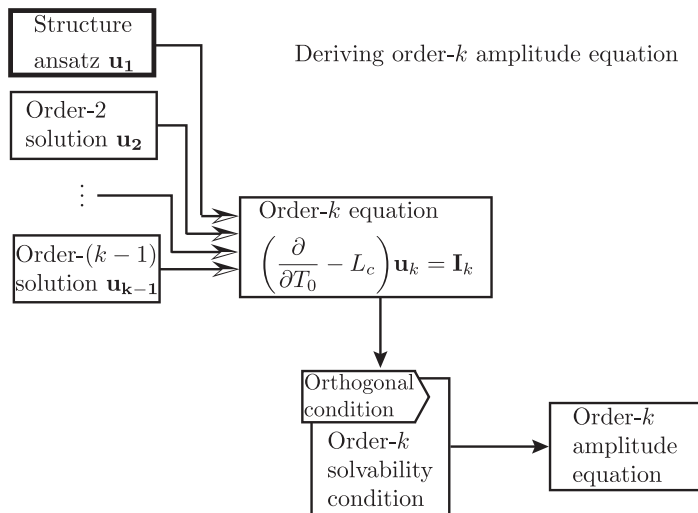 Structure
ansatz u₁
Deriving order-k amplitude equation
Order-2
solution u₂
⋮
Order-(k − 1)
solution uₖ₋₁
Order-k equation
(∂/∂T₀ − L_c) uₖ = Iₖ
Orthogonal
condition
Order-k
solvability
condition
Order-k
amplitude
equation